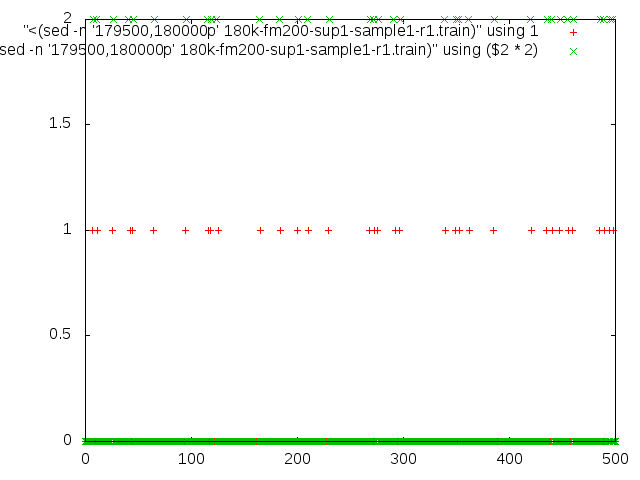 2
"<(sed -n '179500,180000p' 180k-fm200-sup1-sample1-r1.train)" using 1
sed -n '179500,180000p' 180k-fm200-sup1-sample1-r1.train)" using ($2 * 2)
1.5
1
0.5
0
0 100 200 300 400 500